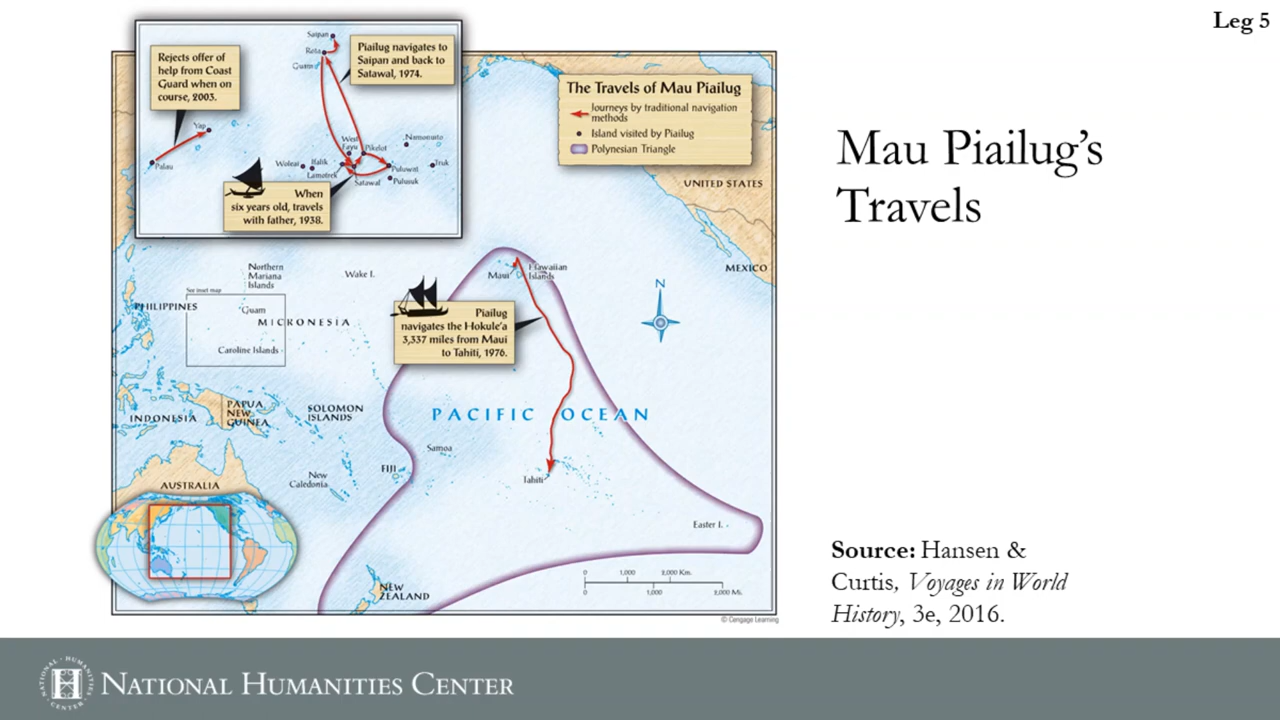 Leg 5
Mau Piailug’s
Travels
Rejects offer of
help from Coast
Guard when on
course, 2003.
Saipan
Rota
Guam
Piailug navigates to
Saipan and back to
Satawal, 1974.
Yap
Palau
West
Fayu
Pikelot
Namonuito
Woleai
Ifalik
Lamotrek
Satawal
Puluwat
Pulusuk
Truk
When
six years old, travels
with father, 1938.
The Travels of Mau Piailug
Journeys by traditional navigation
methods
Island visited by Piailug
Polynesian Triangle
UNITED STATES
MEXICO
Northern
Mariana
Islands
Wake I.
See inset map
PHILIPPINES
Guam
MICRONESIA
Caroline Islands
Maui
Hawaiian
Islands
N
Piailug
navigates the Hokule‘a
3,337 miles from Maui
to Tahiti, 1976.
INDONESIA
PAPUA
NEW
GUINEA
SOLOMON
ISLANDS
PACIFIC OCEAN
Samoa
FIJI
New
Caledonia
Tahiti
AUSTRALIA
Easter I.
NEW
ZEALAND
0 1,000 2,000 Km.
0 1,000 2,000 Mi.
© Cengage Learning
Source: Hansen &
Curtis, Voyages in World
History, 3e, 2016.
NATIONAL HUMANITIES CENTER
NATIONAL · HUMANITIES · CENTER ·